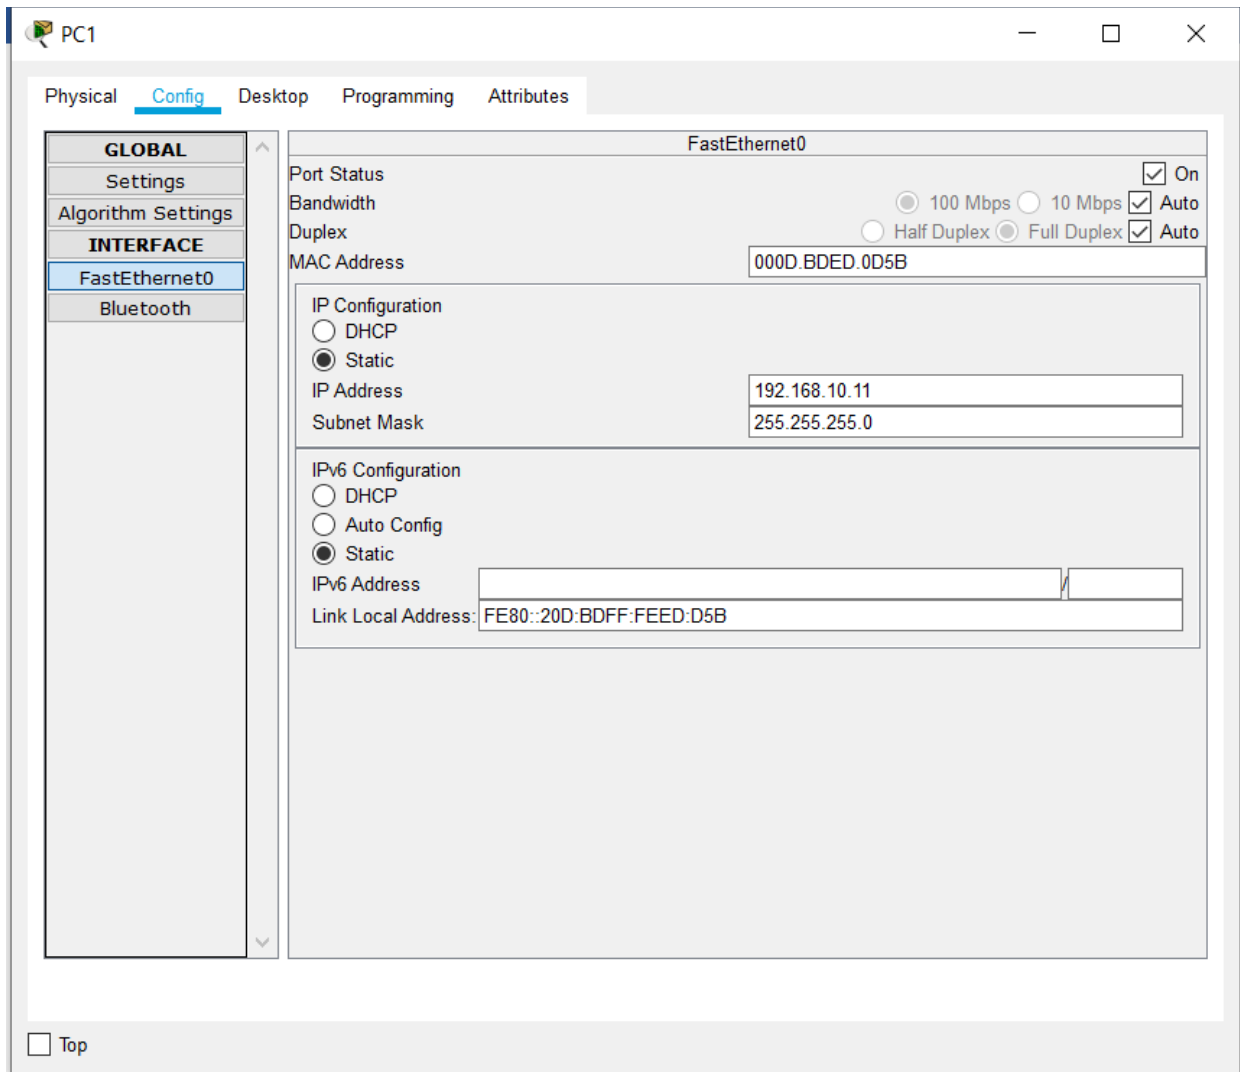 PC1
Physical Config Desktop Programming Attributes
GLOBAL
Settings
Algorithm Settings
INTERFACE
FastEthernet0
Bluetooth
FastEthernet0
Port Status On
Bandwidth 100 Mbps 10 Mbps Auto
Duplex Half Duplex Full Duplex Auto
MAC Address 000D.BDED.0D5B
IP Configuration
DHCP
Static
IP Address 192.168.10.11
Subnet Mask 255.255.255.0
IPv6 Configuration
DHCP
Auto Config
Static
IPv6 Address /
Link Local Address: FE80::20D:BDFF:FEED:D5B
Top